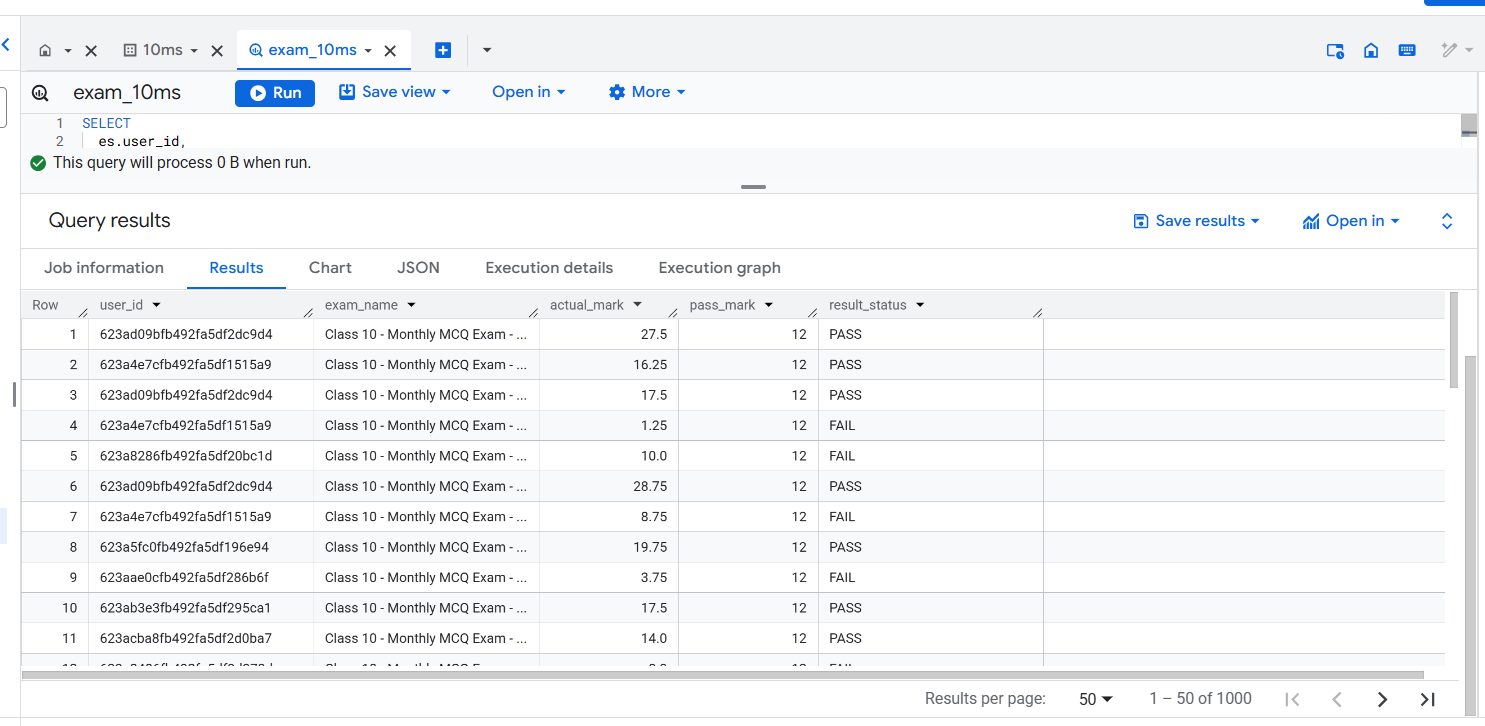 10ms exam_10ms
exam_10ms Run Save view Open in More
1 SELECT
2 es.user_id,
This query will process 0 B when run.
Query results Save results Open in
Job information Results Chart JSON Execution details Execution graph
Row user_id exam_name actual_mark pass_mark result_status
1 623ad09bfb492fa5df2dc9d4 Class 10 - Monthly MCQ Exam - ... 27.5 12 PASS
2 623a4e7cfb492fa5df1515a9 Class 10 - Monthly MCQ Exam - ... 16.25 12 PASS
3 623ad09bfb492fa5df2dc9d4 Class 10 - Monthly MCQ Exam - ... 17.5 12 PASS
4 623a4e7cfb492fa5df1515a9 Class 10 - Monthly MCQ Exam - ... 1.25 12 FAIL
5 623a8286fb492fa5df20bc1d Class 10 - Monthly MCQ Exam - ... 10.0 12 FAIL
6 623ad09bfb492fa5df2dc9d4 Class 10 - Monthly MCQ Exam - ... 28.75 12 PASS
7 623a4e7cfb492fa5df1515a9 Class 10 - Monthly MCQ Exam - ... 8.75 12 FAIL
8 623a5fc0fb492fa5df196e94 Class 10 - Monthly MCQ Exam - ... 19.75 12 PASS
9 623aae0cfb492fa5df286b6f Class 10 - Monthly MCQ Exam - ... 3.75 12 FAIL
10 623ab3e3fb492fa5df295ca1 Class 10 - Monthly MCQ Exam - ... 17.5 12 PASS
11 623acba8fb492fa5df2d0ba7 Class 10 - Monthly MCQ Exam - ... 14.0 12 PASS
Results per page: 50 1 – 50 of 1000